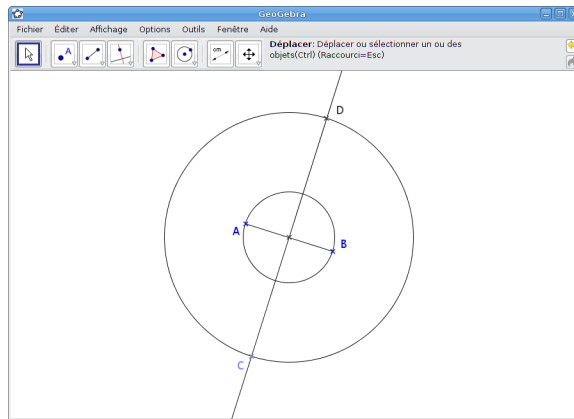 GeoGebra
Fichier Éditer Affichage Options Outils Fenêtre Aide
A
cm
Déplacer: Déplacer ou sélectionner un ou des
objets(Ctrl) (Raccourci=Esc)
D
A
B
C